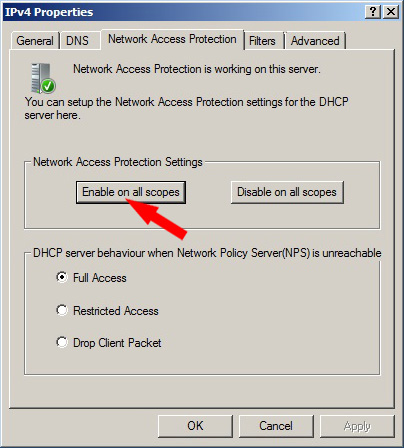 IPv4 Properties
General
DNS
Network Access Protection
Filters
Advanced
Network Access Protection is working on this server.
You can setup the Network Access Protection settings for the DHCP
server here.
Network Access Protection Settings
Enable on all scopes
Disable on all scopes
DHCP server behaviour when Network Policy Server(NPS) is unreachable
Full Access
Restricted Access
Drop Client Packet
OK
Cancel
Apply